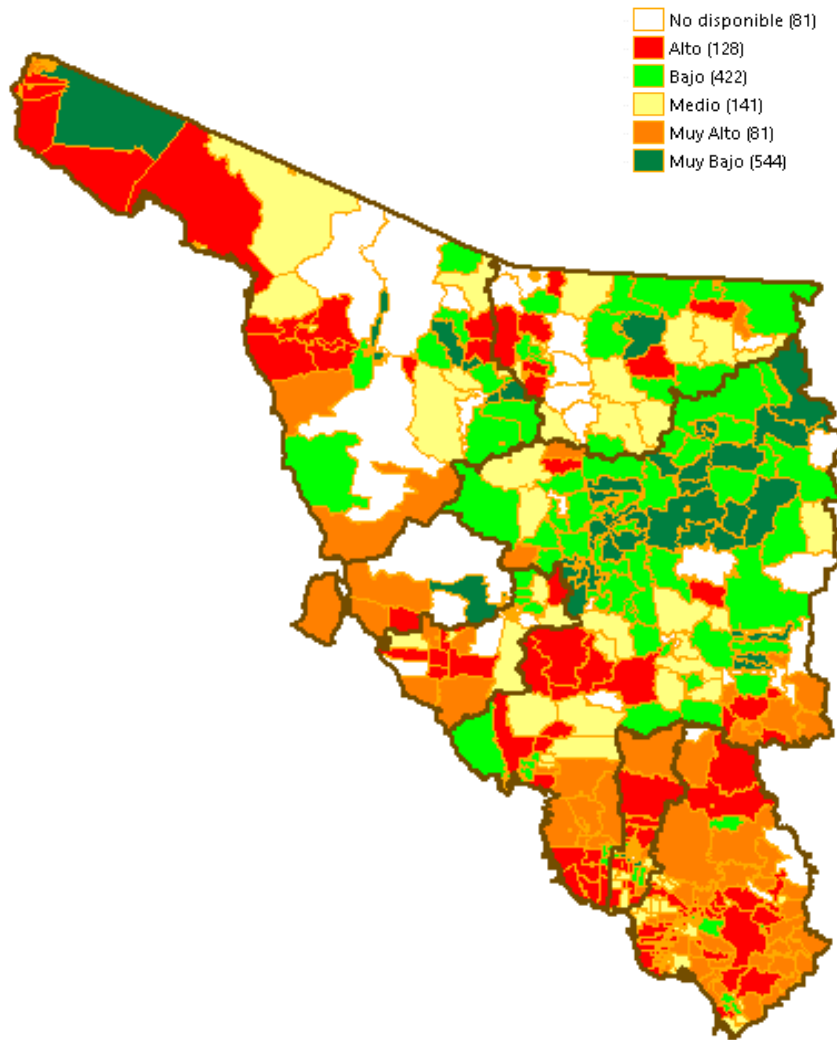 No disponible (81)
Alto (128)
Bajo (422)
Medio (141)
Muy Alto (81)
Muy Bajo (544)